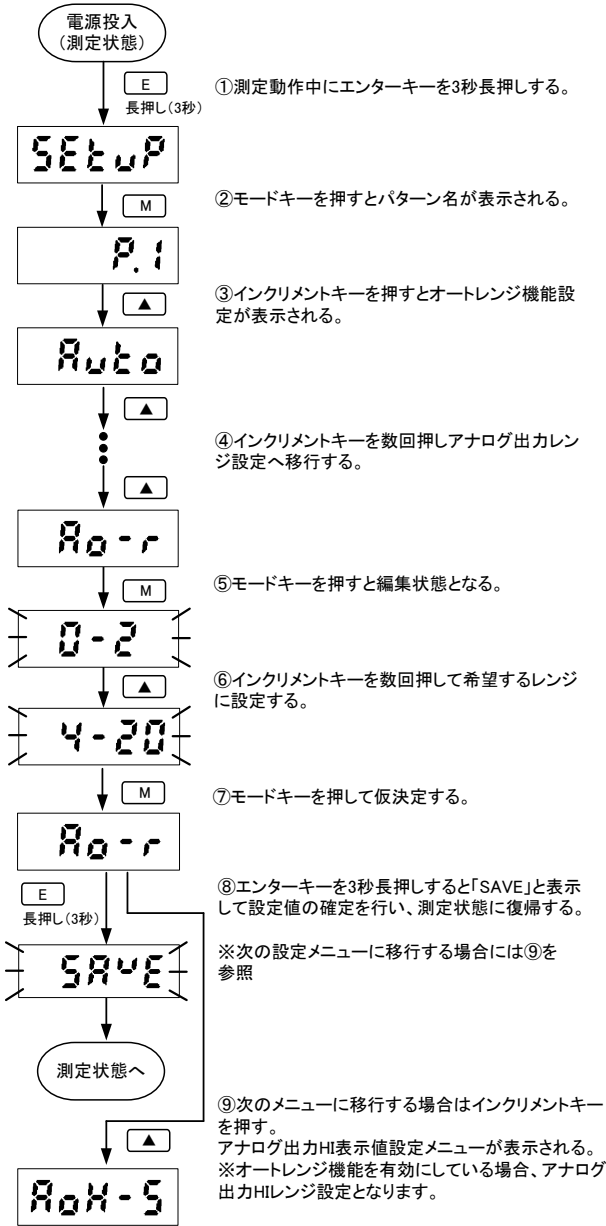 電源投入
(測定状態)
E
長押し(3秒)
①測定動作中にエンターキーを3秒長押しする。
SEtuP
M
②モードキーを押すとパターン名が表示される。
P.1
▲
③インクリメントキーを押すとオートレンジ機能設
定が表示される。
Auto
▲
④インクリメントキーを数回押しアナログ出力レン
ジ設定へ移行する。
▲
Ao-r
M
⑤モードキーを押すと編集状態となる。
0-2
▲
⑥インクリメントキーを数回押して希望するレンジ
に設定する。
4-20
M
⑦モードキーを押して仮決定する。
Ao-r
E
長押し(3秒)
⑧エンターキーを3秒長押しすると「SAVE」と表示
して設定値の確定を行い、測定状態に復帰する。
※次の設定メニューに移行する場合には⑨を
参照
SAVE
測定状態へ
⑨次のメニューに移行する場合はインクリメントキー
を押す。
アナログ出力HI表示値設定メニューが表示される。
※オートレンジ機能を有効にしている場合、アナログ
出力HIレンジ設定となります。
▲
AoH-S